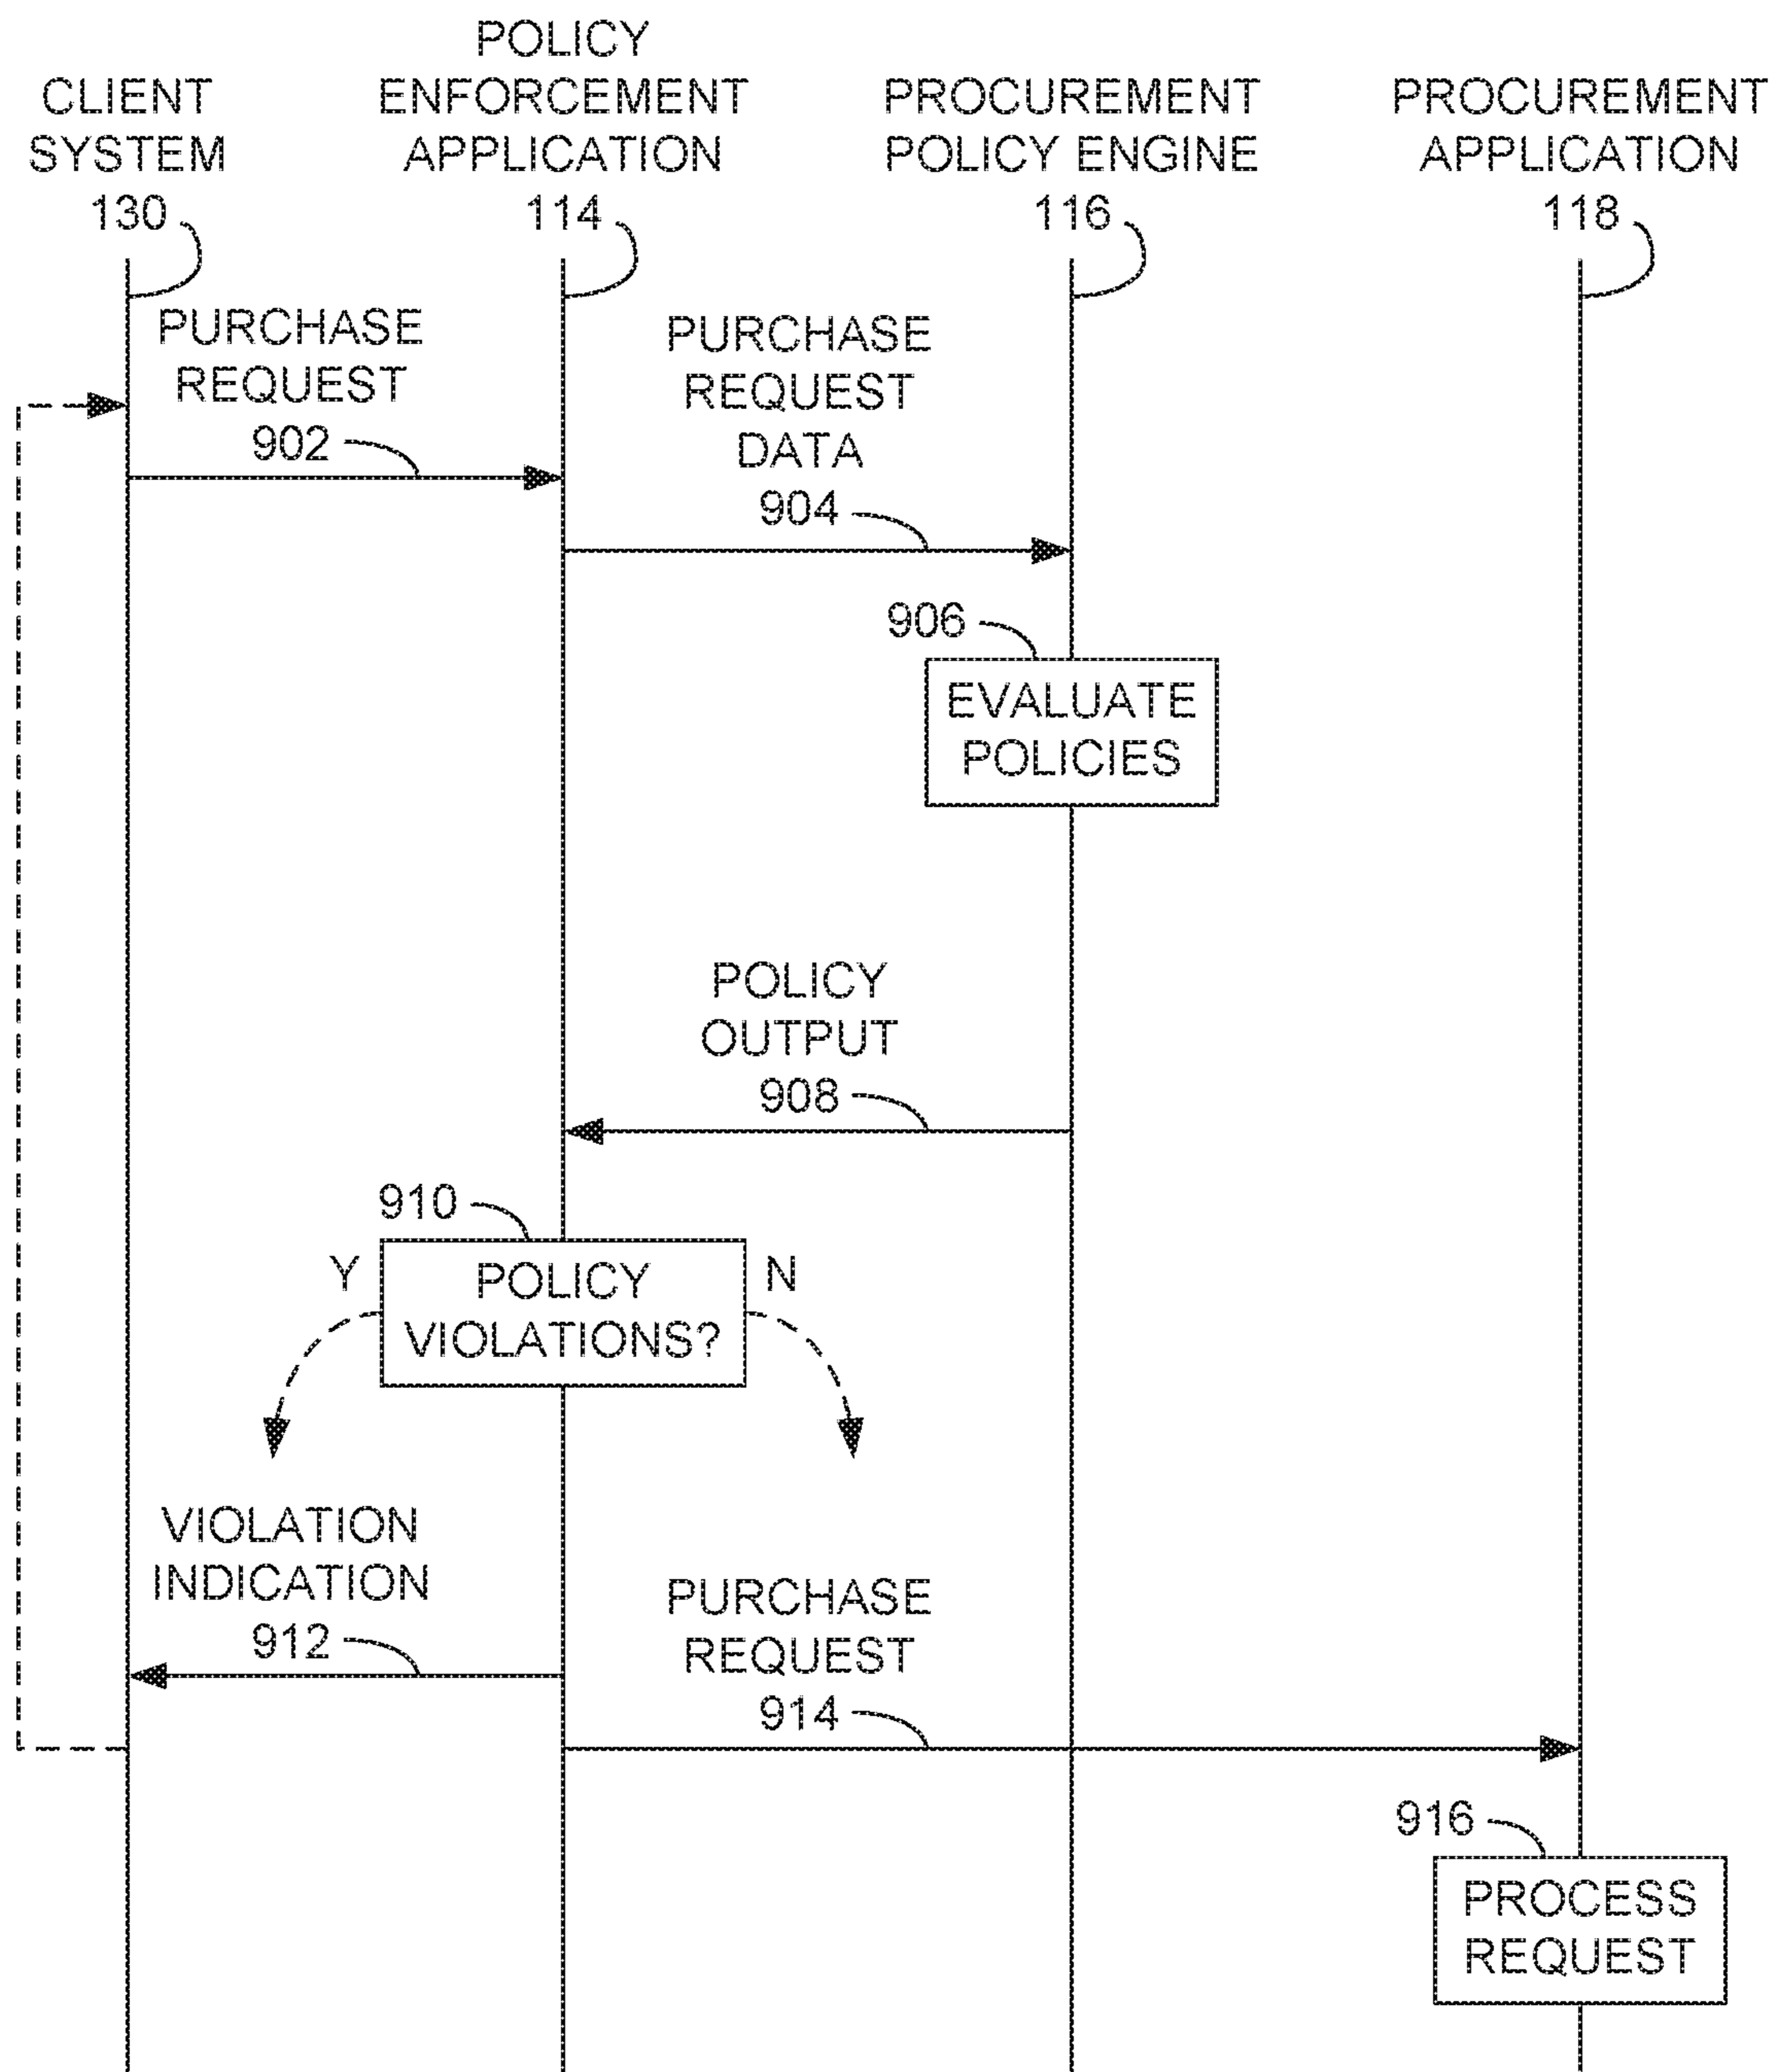 CLIENT
SYSTEM
130
POLICY
ENFORCEMENT
APPLICATION
114
PROCUREMENT
POLICY ENGINE
116
PROCUREMENT
APPLICATION
118
PURCHASE
REQUEST
902
PURCHASE
REQUEST
DATA
904
906
EVALUATE
POLICIES
POLICY
OUTPUT
908
910
Y
POLICY
VIOLATIONS?
N
VIOLATION
INDICATION
912
PURCHASE
REQUEST
914
916
PROCESS
REQUEST